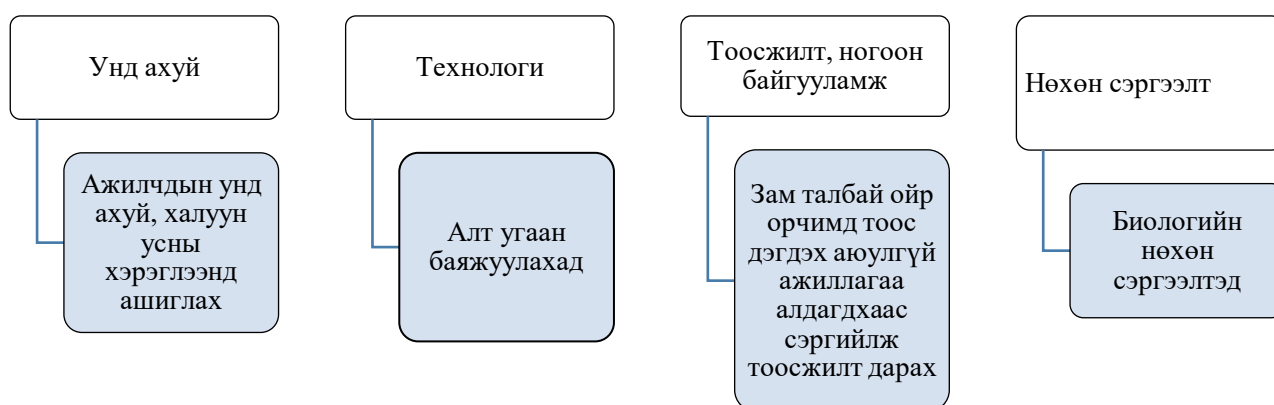 Унд ахуй
Ажилчдын унд
ахуй, халуун
усны
хэрэглээнд
ашиглах
Технологи
Алт угаан
баяжуулахад
Тоосжилт, ногоон
байгууламж
Зам талбай ойр
орчимд тоос
дэгдэх аюулгүй
ажиллагаа
алдагдхаас
сэргийлж
тоосжилт дарах
Нөхөн сэргээлт
Биологийн
нөхөн
сэргээлтэд